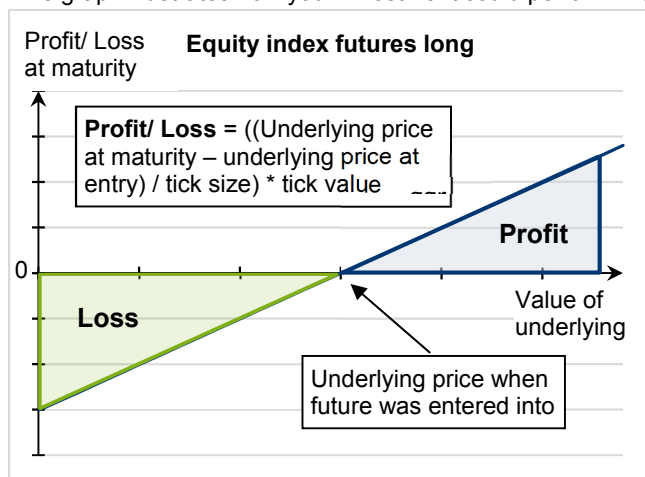 Profit/ Loss
at maturity
Equity index futures long
Profit/ Loss = ((Underlying price
at maturity – underlying price at
entry) / tick size) * tick value
Profit
0
Loss
Value of
underlying
Underlying price when
future was entered into